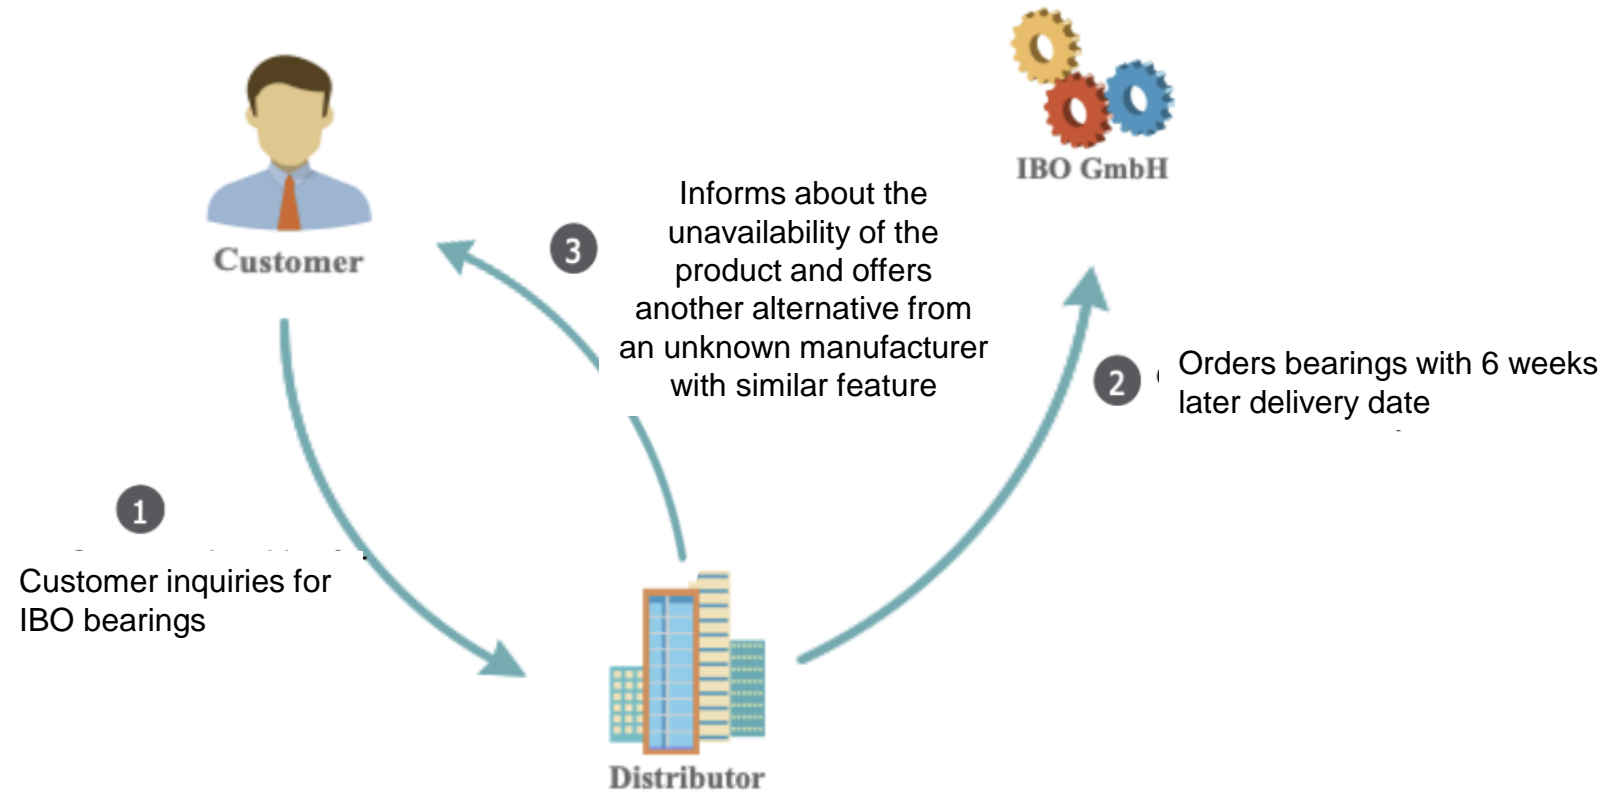 IBO GmbH
Customer
3
Informs about the
unavailability of the
product and offers
another alternative from
an unknown manufacturer
with similar feature
2
Orders bearings with 6 weeks
later delivery date
1
Customer inquiries for
IBO bearings
Distributor